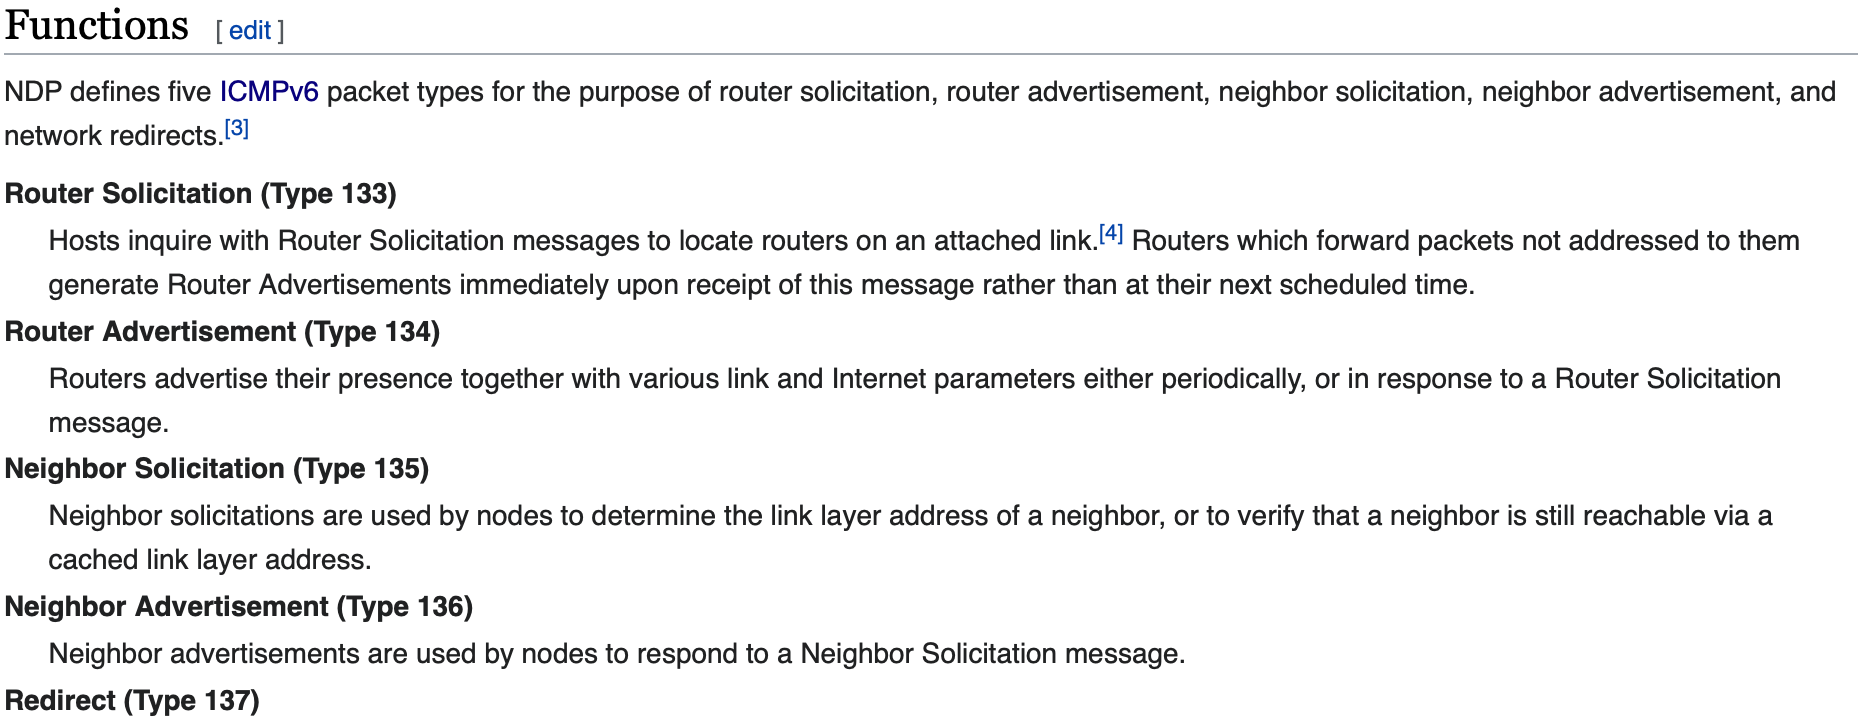 Functions [ edit ]
NDP defines five ICMPv6 packet types for the purpose of router solicitation, router advertisement, neighbor solicitation, neighbor advertisement, and
network redirects.[3]
Router Solicitation (Type 133)
Hosts inquire with Router Solicitation messages to locate routers on an attached link.[4] Routers which forward packets not addressed to them
generate Router Advertisements immediately upon receipt of this message rather than at their next scheduled time.
Router Advertisement (Type 134)
Routers advertise their presence together with various link and Internet parameters either periodically, or in response to a Router Solicitation
message.
Neighbor Solicitation (Type 135)
Neighbor solicitations are used by nodes to determine the link layer address of a neighbor, or to verify that a neighbor is still reachable via a
cached link layer address.
Neighbor Advertisement (Type 136)
Neighbor advertisements are used by nodes to respond to a Neighbor Solicitation message.
Redirect (Type 137)